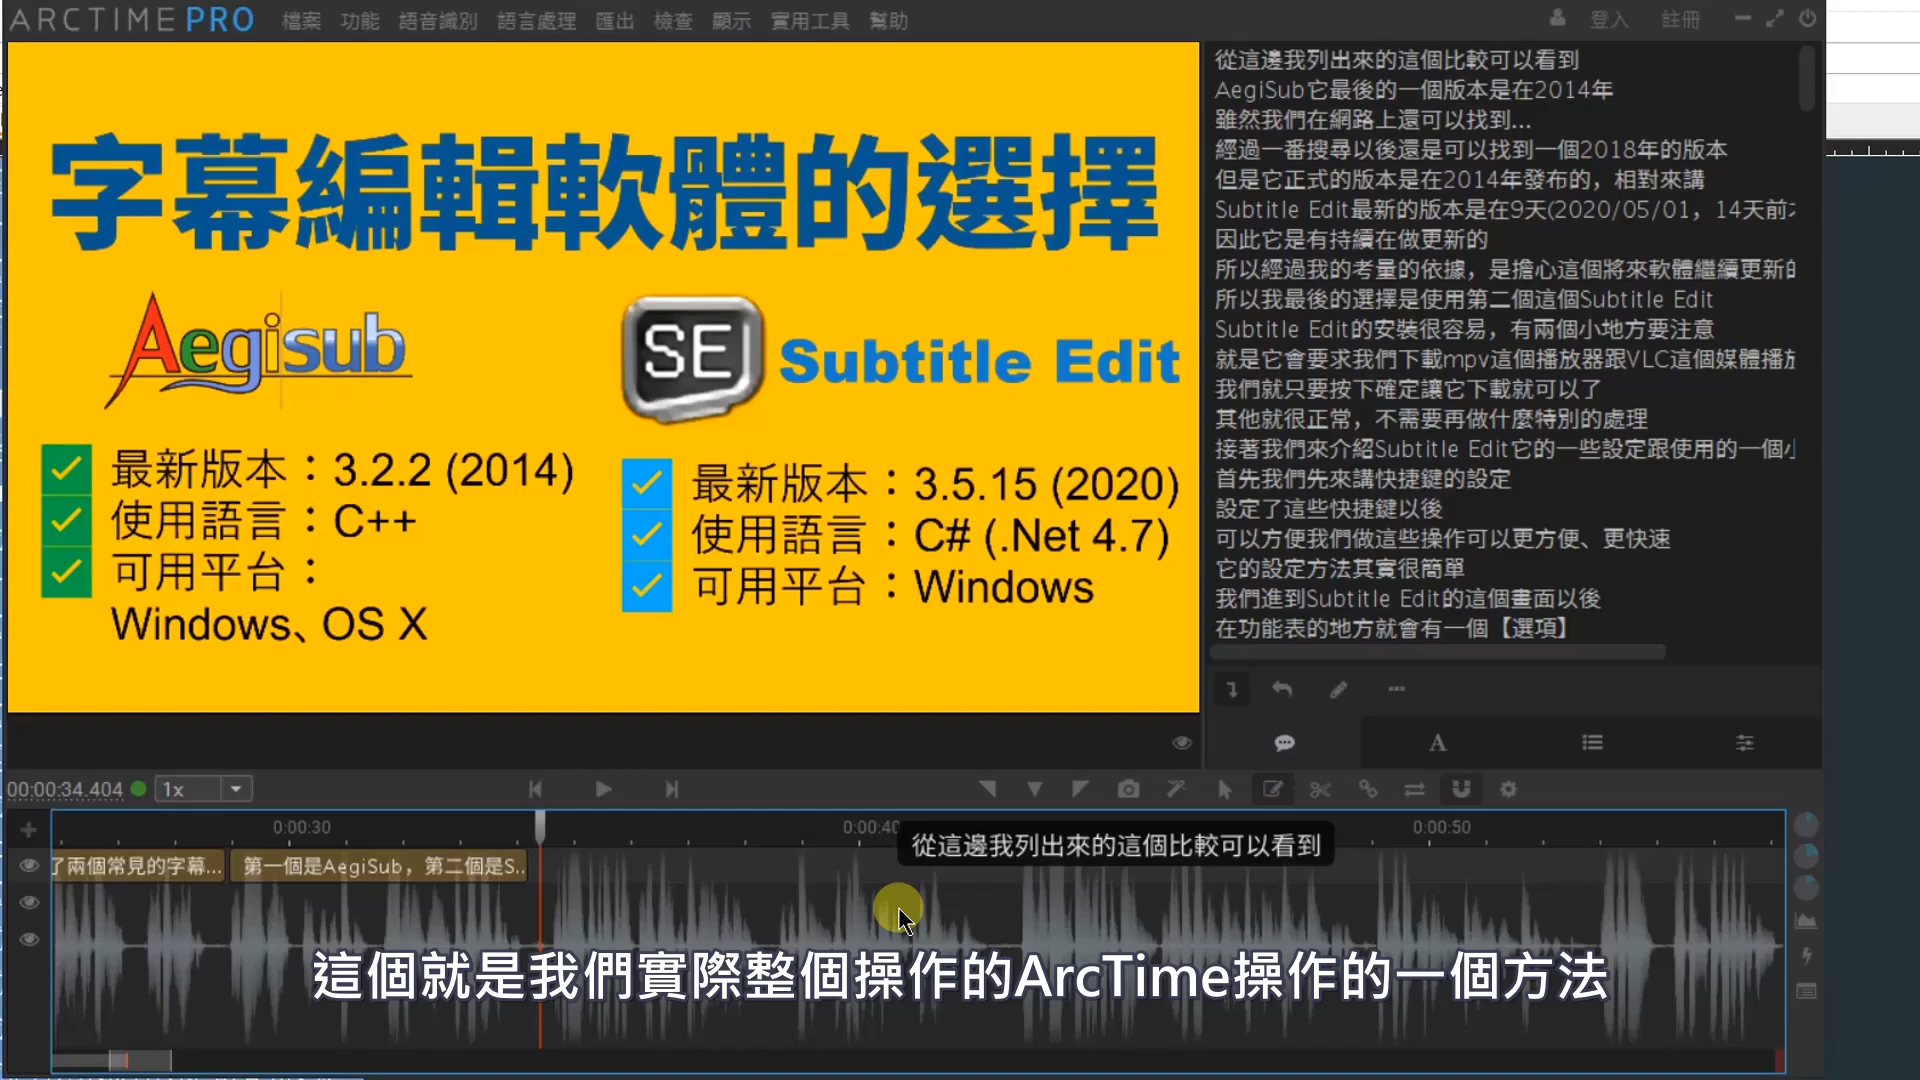 ARCTIME PRO 檔案 功能 語音識別 語言處理 匯出 檢查 顯示 實用工具 幫助 登入 註冊
字幕編輯軟體的選擇
Aegisub
最新版本：3.2.2 (2014)
使用語言：C++
可用平台：
Windows、OS X
SE Subtitle Edit
最新版本：3.5.15 (2020)
使用語言：C# (.Net 4.7)
可用平台：Windows
從這邊我列出來的這個比較可以看到
AegiSub它最後的一個版本是在2014年
雖然我們在網路上還可以找到...
經過一番搜尋以後還是可以找到一個2018年的版本
但是它正式的版本是在2014年發布的，相對來講
Subtitle Edit最新的版本是在9天(2020/05/01，14天前
因此它是有持續在做更新的
所以經過我的考量的依據，是擔心這個將來軟體繼續更新的
所以我最後的選擇是使用第二個這個Subtitle Edit
Subtitle Edit的安裝很容易，有兩個小地方要注意
就是它會要求我們下載mpv這個播放器跟VLC這個媒體播放
我們就只要按下確定讓它下載就可以了
其他就很正常，不需要再做什麼特別的處理
接著我們來介紹Subtitle Edit它的一些設定跟使用的一個小
首先我們先來講快捷鍵的設定
設定了這些快捷鍵以後
可以方便我們做這些操作可以更方便、更快速
它的設定方法其實很簡單
我們進到Subtitle Edit的這個畫面以後
在功能表的地方就會有一個【選項】
A
00:00:34.404 1x
0:00:30 0:00:40 0:00:50
從這邊我列出來的這個比較可以看到
了兩個常見的字幕... 第一個是AegiSub，第二個是S..
這個就是我們實際整個操作的ArcTime操作的一個方法